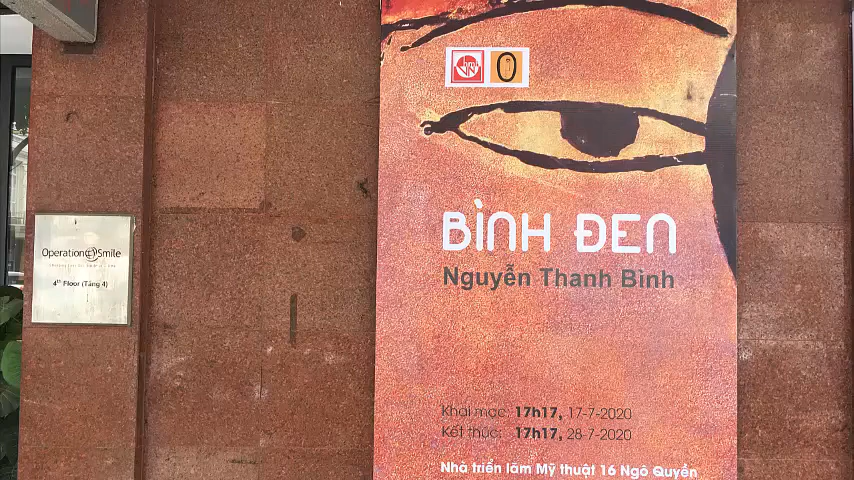 Operation Smile
4th Floor (Tầng 4)
BÌNH ĐEN
Nguyễn Thanh Bình
Khai mạc: 17h17, 17-7-2020
Kết thúc: 17h17, 28-7-2020
Nhà triển lãm Mỹ thuật 16 Ngô Quyền